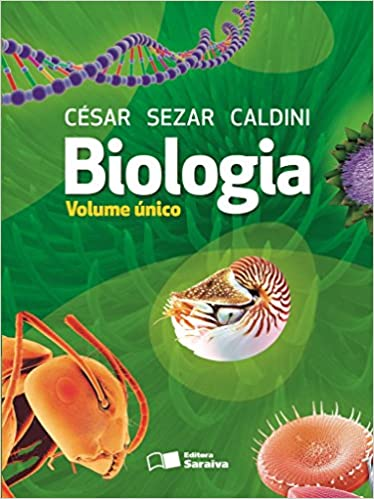 CÉSAR SEZAR CALDINI
Biologia
Volume único
Editora
Saraiva